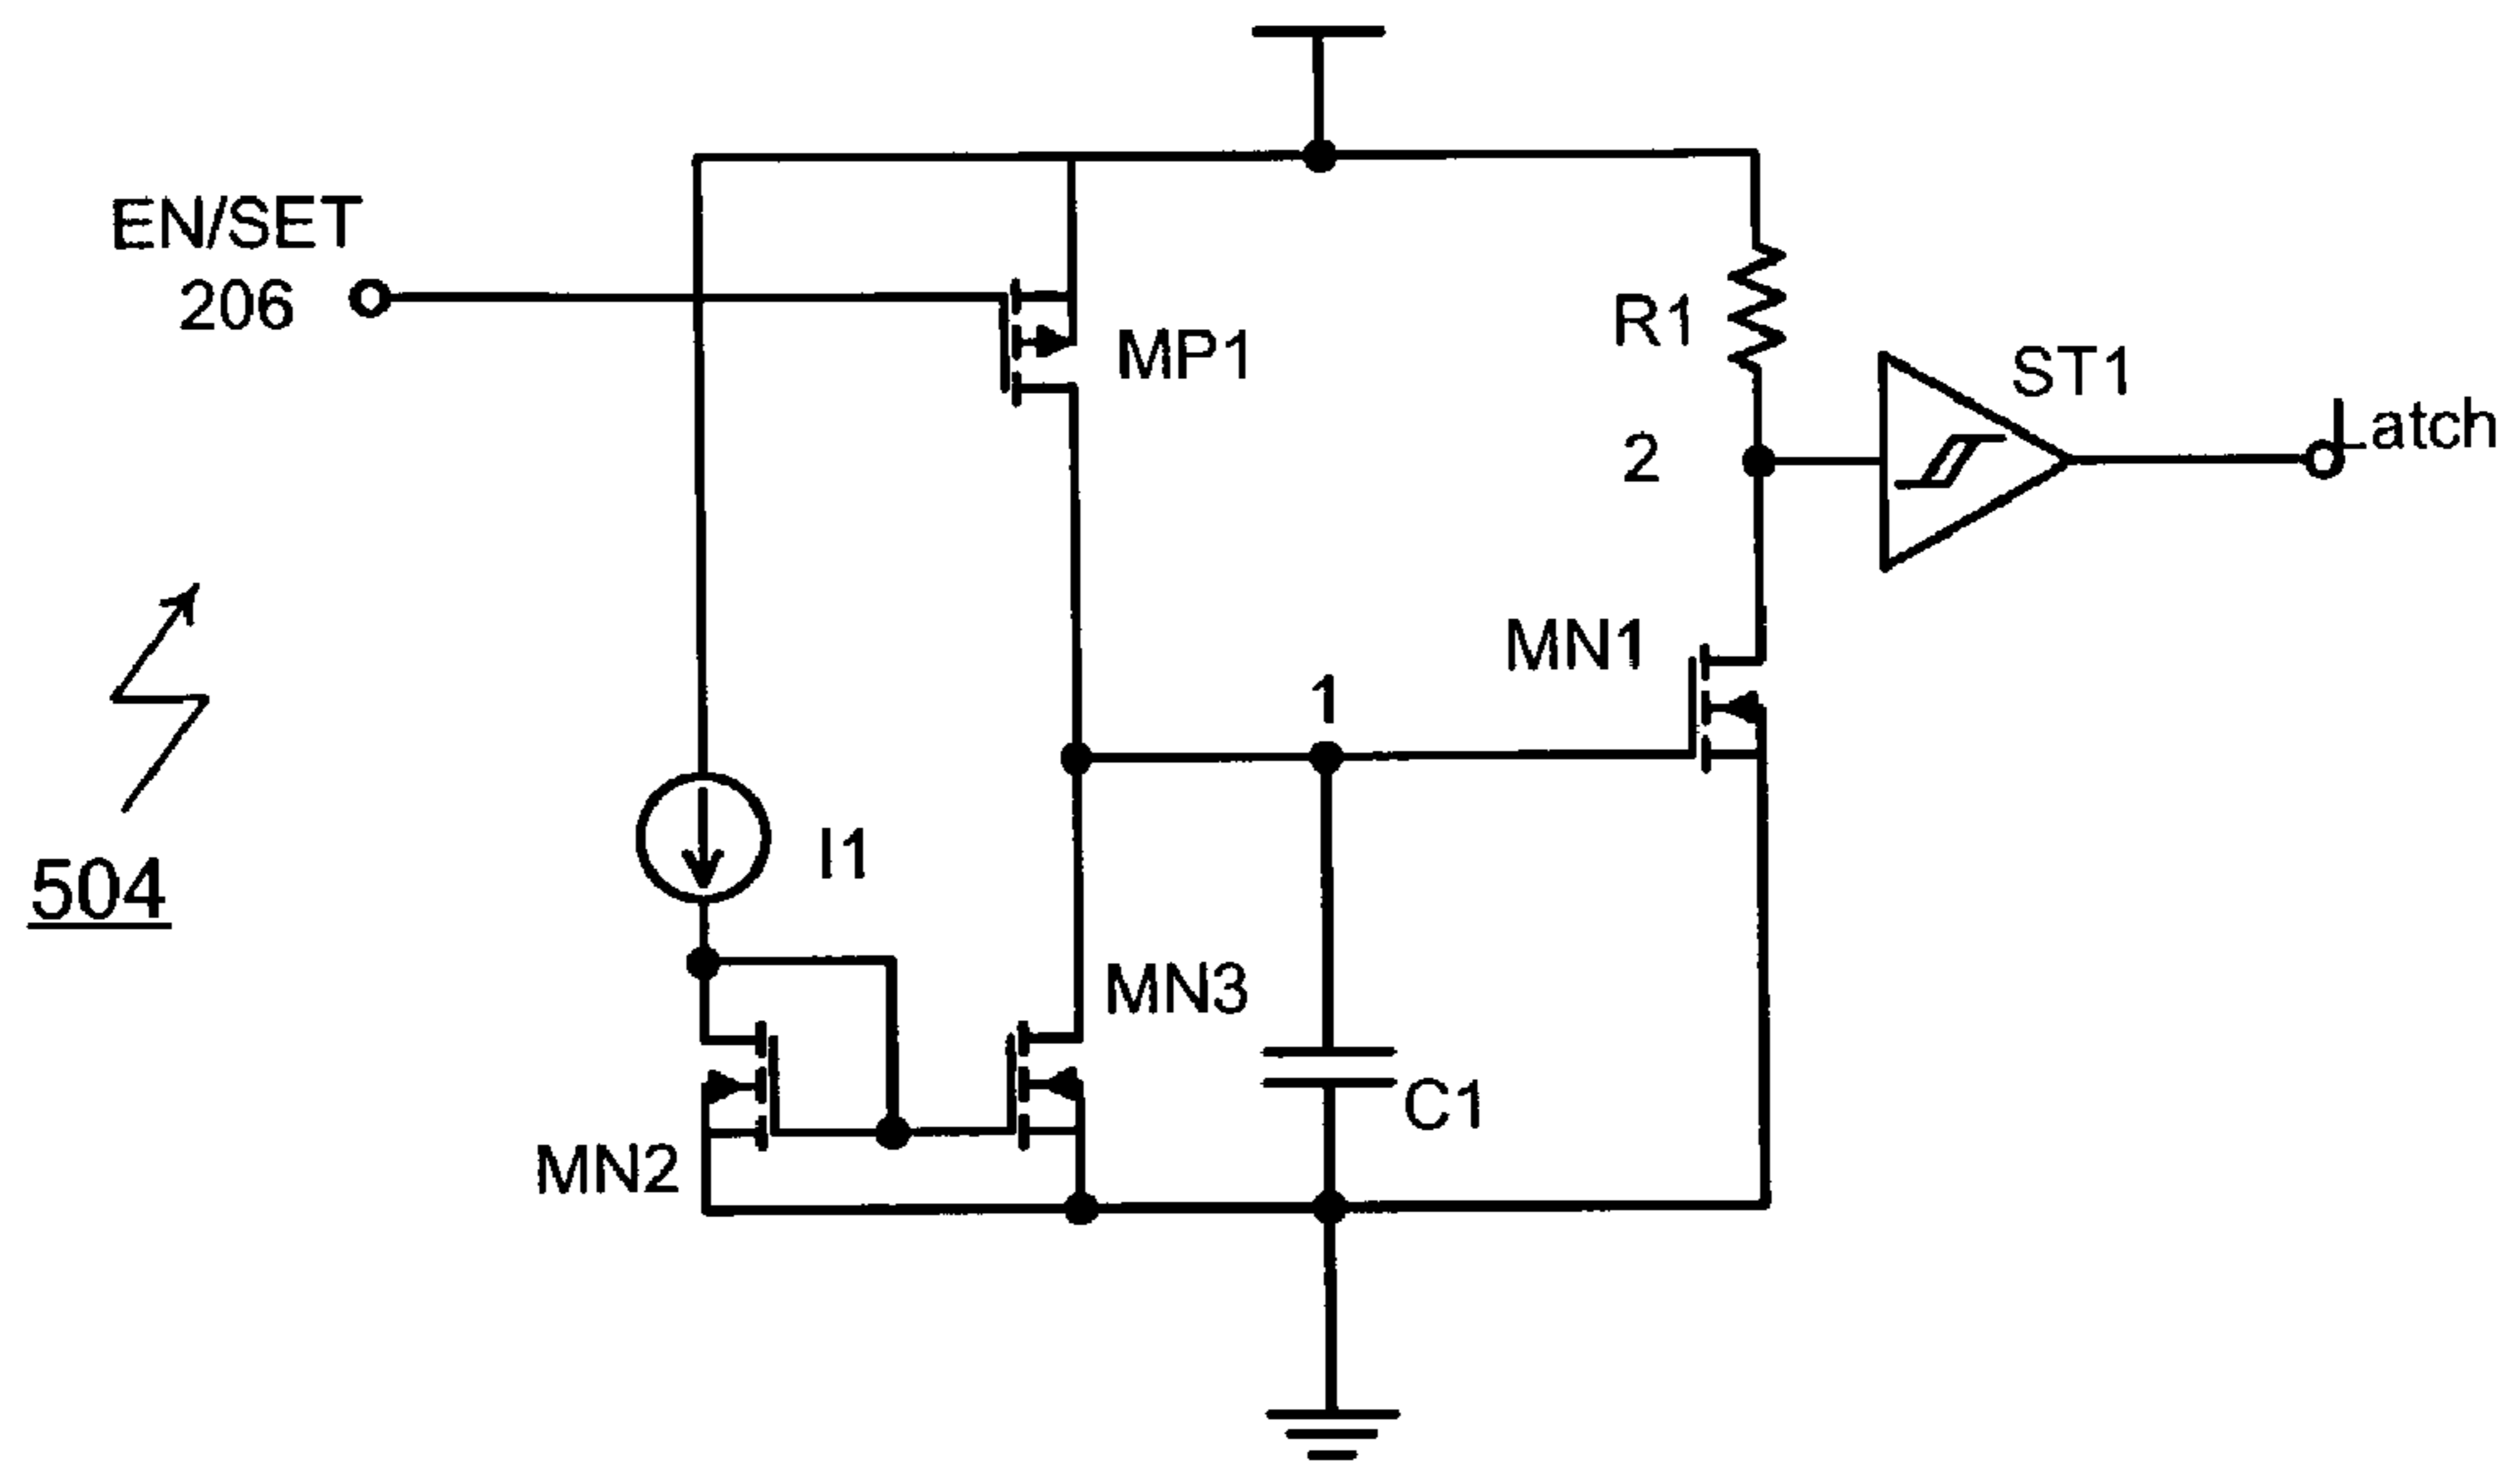 EN/SET
206
MP1
R1
ST1
Latch
2
MN1
1
I1
504
MN3
C1
MN2